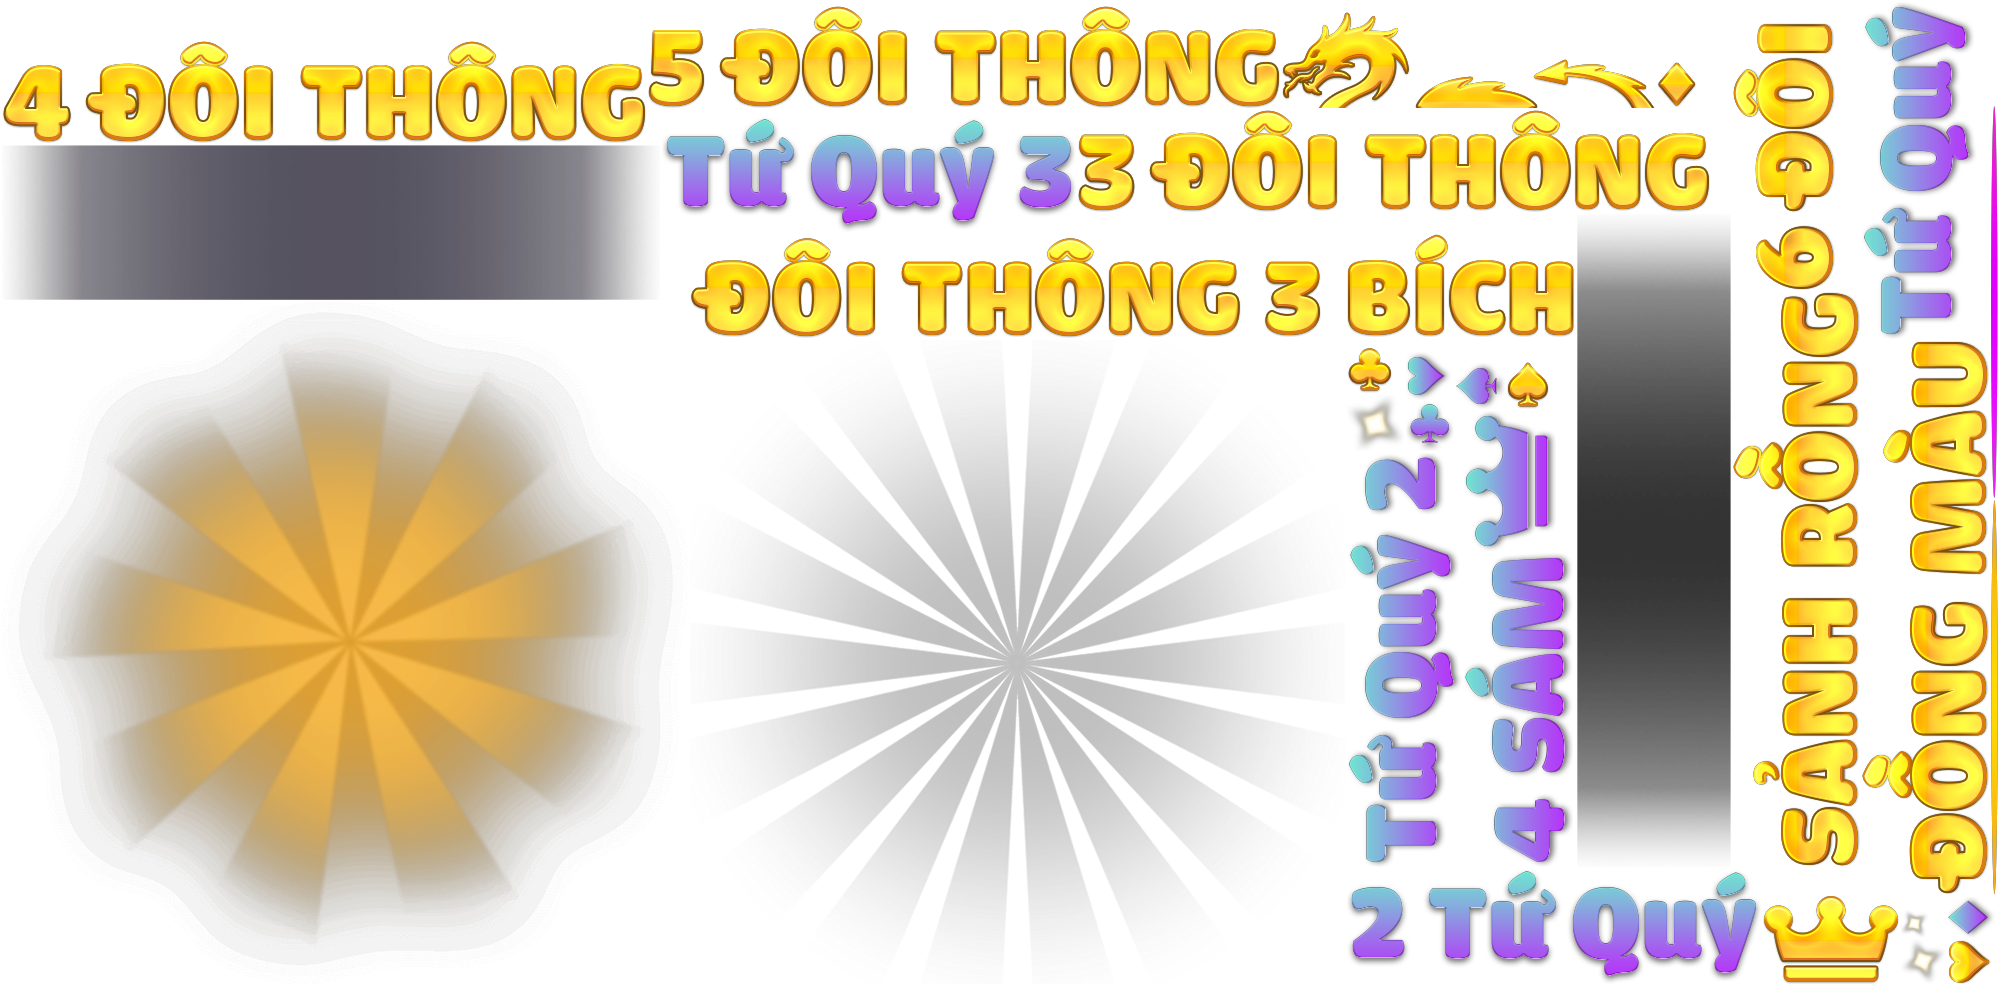 4 ĐÔI THÔNG
5 ĐÔI THÔNG
Tứ Quý 3
3 ĐÔI THÔNG
ĐÔI THÔNG 3 BÍCH
Tứ Quý 2
4 SÁM
2 Tứ Quý
SẢNH RỒNG
6 ĐÔI
ĐỒNG MÀU
Tứ Quý